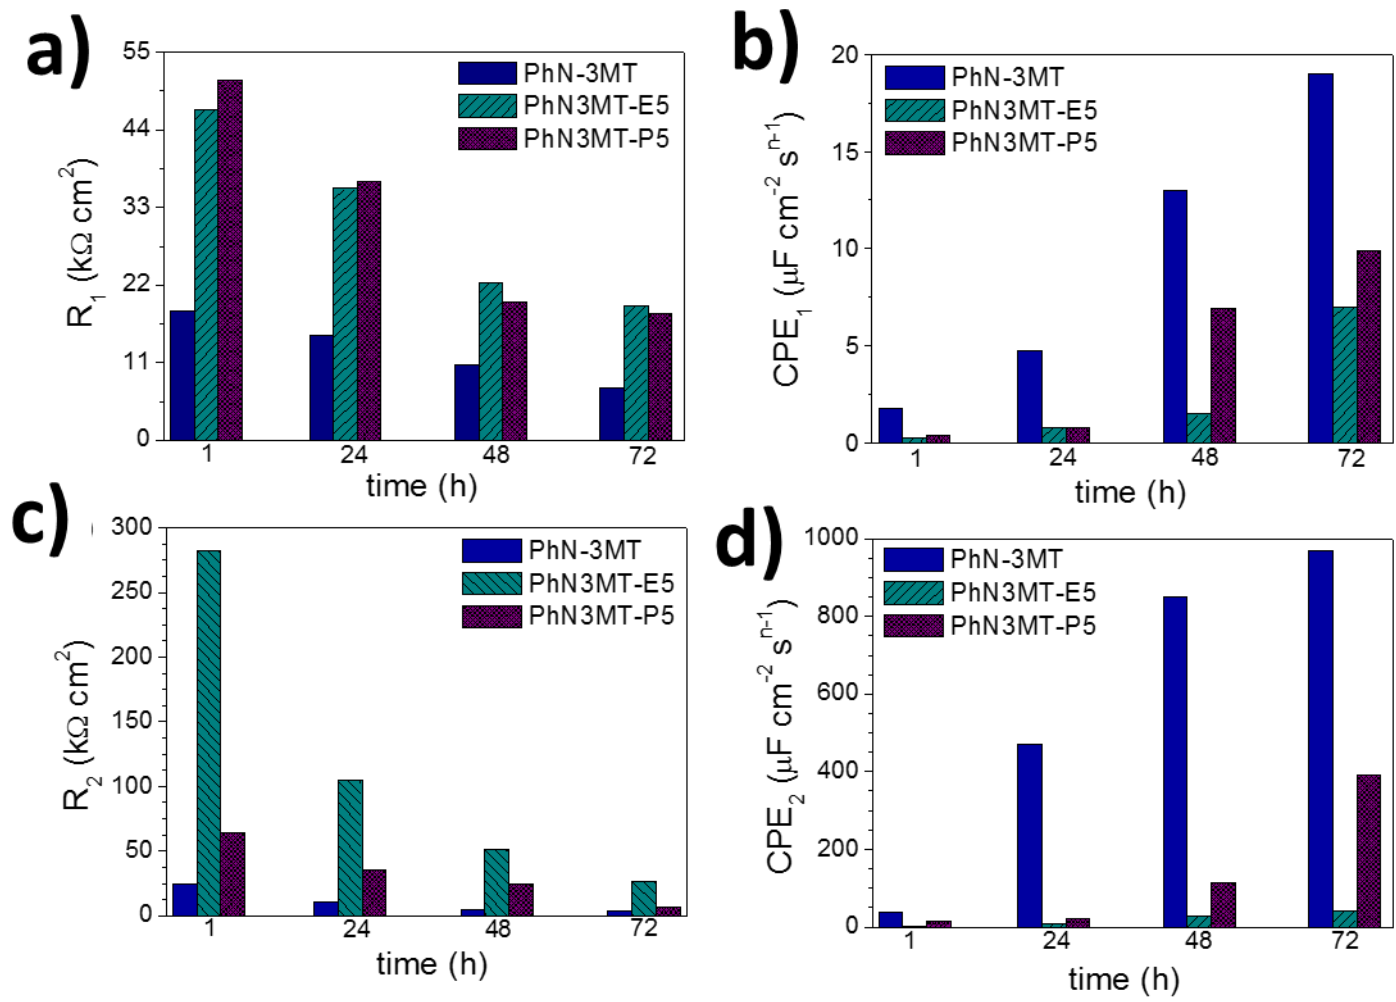 a)
55
44
33
22
11
0
R1 (kΩ cm2)
PhN-3MT
PhN3MT-E5
PhN3MT-P5
1 24 48 72
time (h)
b)
20
15
10
5
0
CPE1 (μF cm-2 sn-1)
PhN-3MT
PhN3MT-E5
PhN3MT-P5
1 24 48 72
time (h)
c)
300
250
200
150
100
50
0
R2 (kΩ cm2)
PhN-3MT
PhN3MT-E5
PhN3MT-P5
1 24 48 72
time (h)
d)
1000
800
600
400
200
0
CPE2 (μF cm-2 sn-1)
PhN-3MT
PhN3MT-E5
PhN3MT-P5
1 24 48 72
time (h)